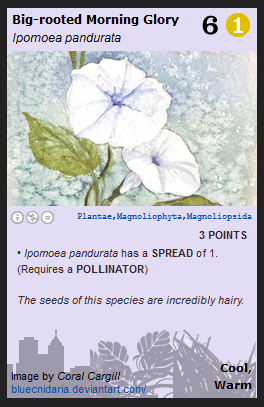 Big-rooted Morning Glory 6 1
Ipomoea pandurata
Plantae,Magnoliophyta,Magnoliopsida
3 POINTS
• Ipomoea pandurata has a SPREAD of 1.
(Requires a POLLINATOR)
The seeds of this species are incredibly hairy.
Cool,
Image by Coral Cargill Warm
bluecnidaria.deviantart.com/